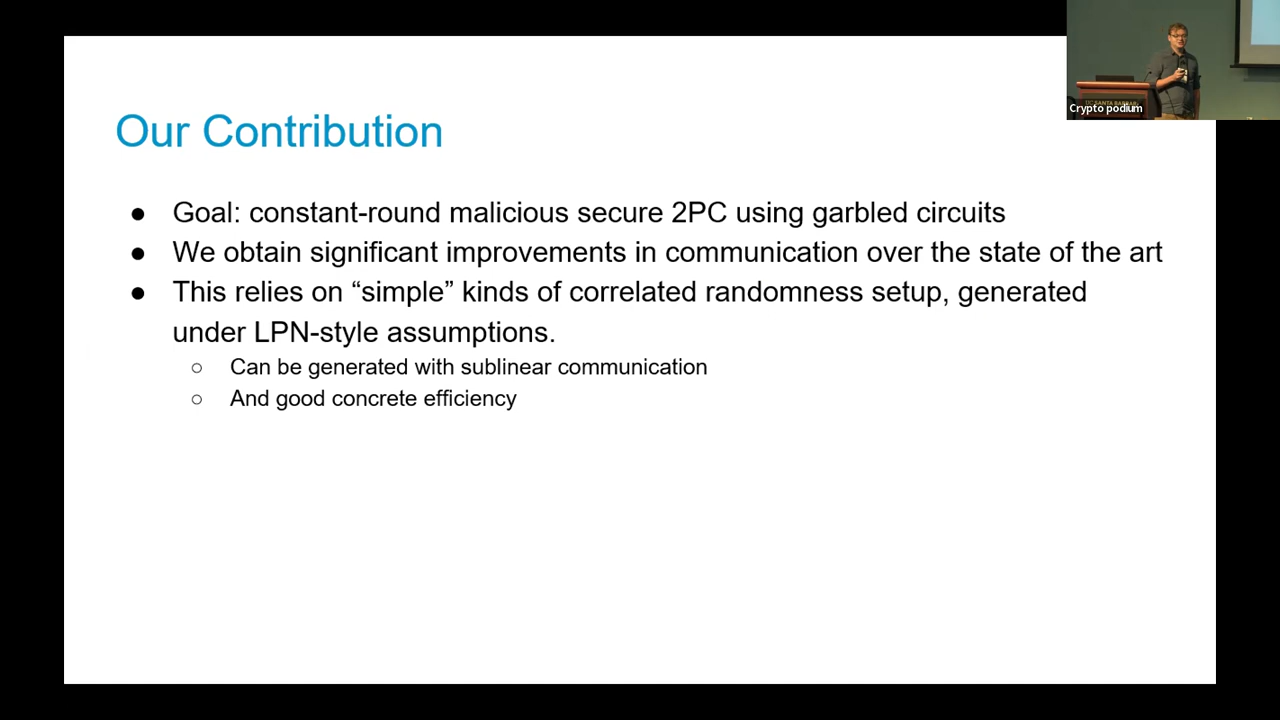 Our Contribution
● Goal: constant-round malicious secure 2PC using garbled circuits
● We obtain significant improvements in communication over the state of the art
● This relies on “simple” kinds of correlated randomness setup, generated
under LPN-style assumptions.
○ Can be generated with sublinear communication
○ And good concrete efficiency
Crypto podium